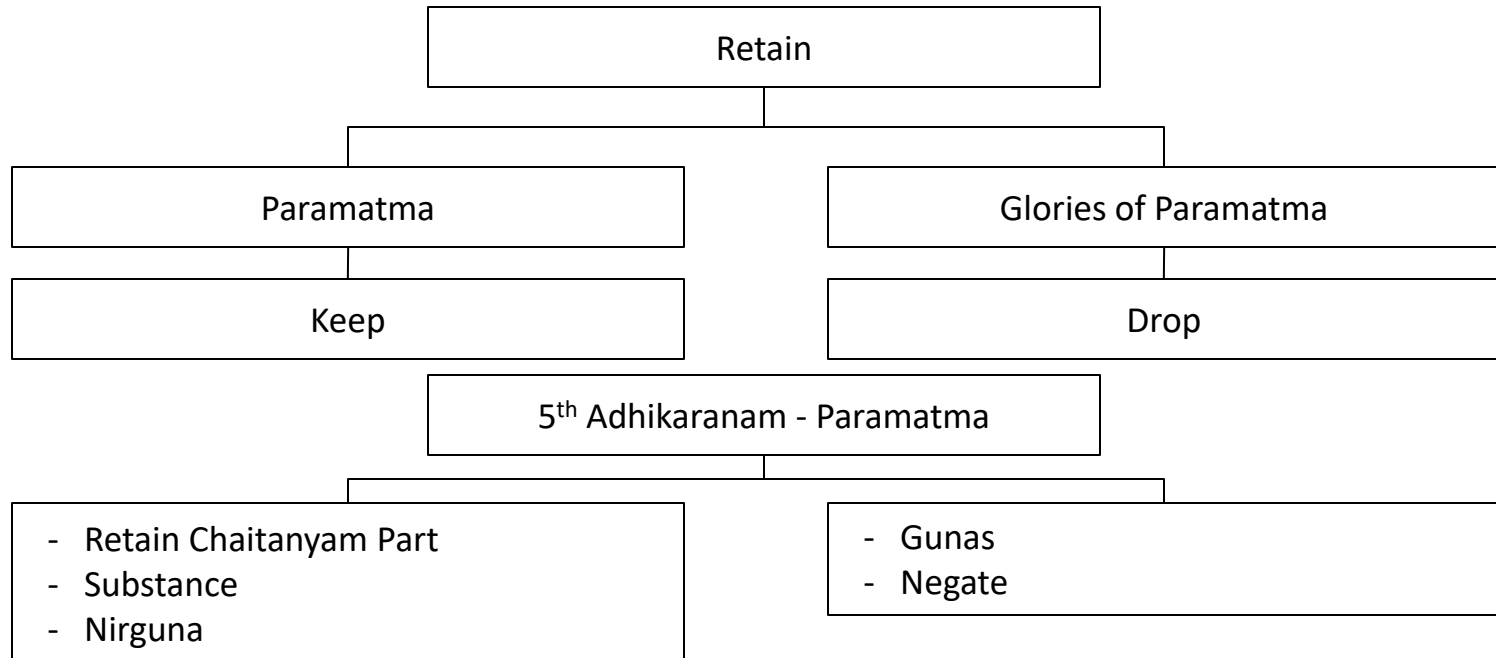 Retain
Paramatma
Glories of Paramatma
Keep
Drop
5th Adhikaranam - Paramatma
- Retain Chaitanyam Part
- Substance
- Nirguna
- Gunas
- Negate